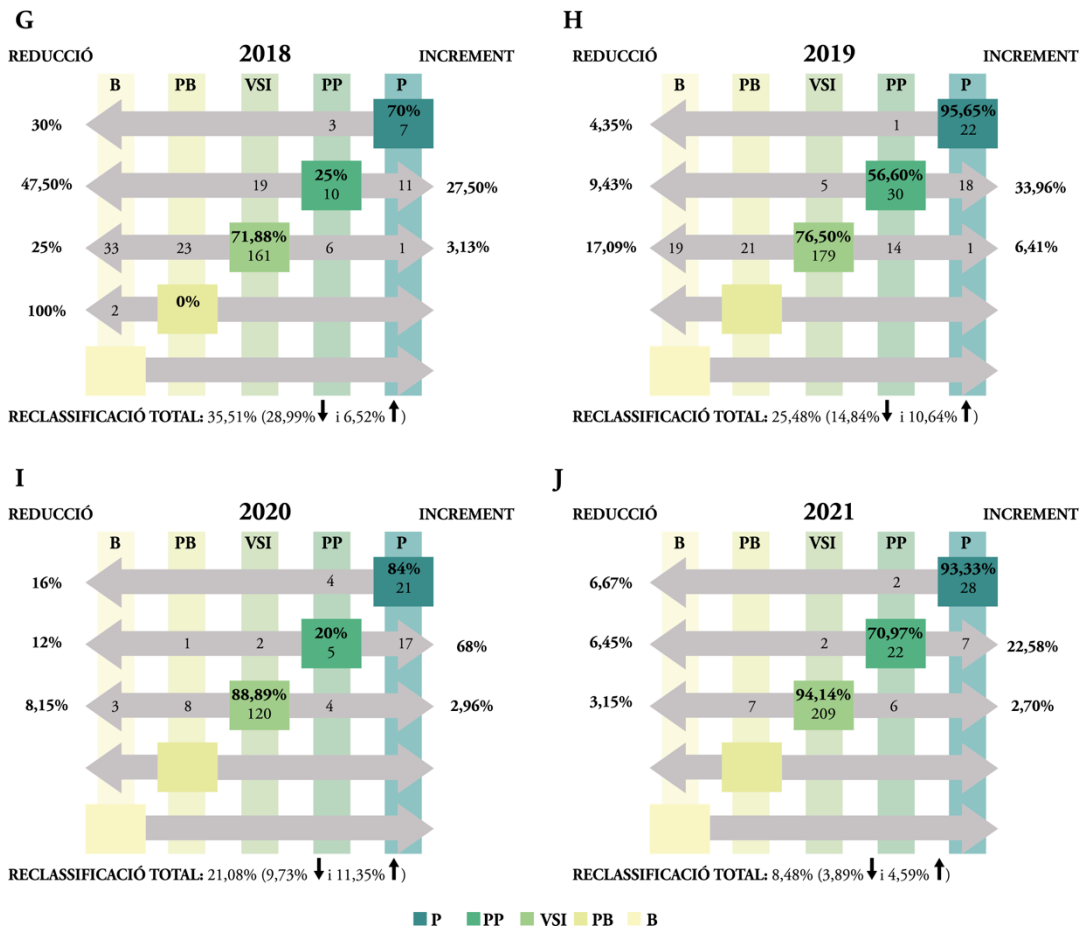 G
2018
REDUCCIÓ INCREMENT
B PB VSI PP P
30% 3 70% 7
47,50% 19 25% 10 11 27,50%
25% 33 23 71,88% 161 6 1 3,13%
100% 2 0%
RECLASSIFICACIÓ TOTAL: 35,51% (28,99% ↓ i 6,52% ↑)
H
2019
REDUCCIÓ INCREMENT
B PB VSI PP P
4,35% 1 95,65% 22
9,43% 5 56,60% 30 18 33,96%
17,09% 19 21 76,50% 179 14 1 6,41%
RECLASSIFICACIÓ TOTAL: 25,48% (14,84% ↓ i 10,64% ↑)
I
2020
REDUCCIÓ INCREMENT
B PB VSI PP P
16% 4 84% 21
12% 1 2 20% 5 17 68%
8,15% 3 8 88,89% 120 4 2,96%
RECLASSIFICACIÓ TOTAL: 21,08% (9,73% ↓ i 11,35% ↑)
J
2021
REDUCCIÓ INCREMENT
B PB VSI PP P
6,67% 2 93,33% 28
6,45% 2 70,97% 22 7 22,58%
3,15% 7 94,14% 209 6 2,70%
RECLASSIFICACIÓ TOTAL: 8,48% (3,89% ↓ i 4,59% ↑)
P PP VSI PB B